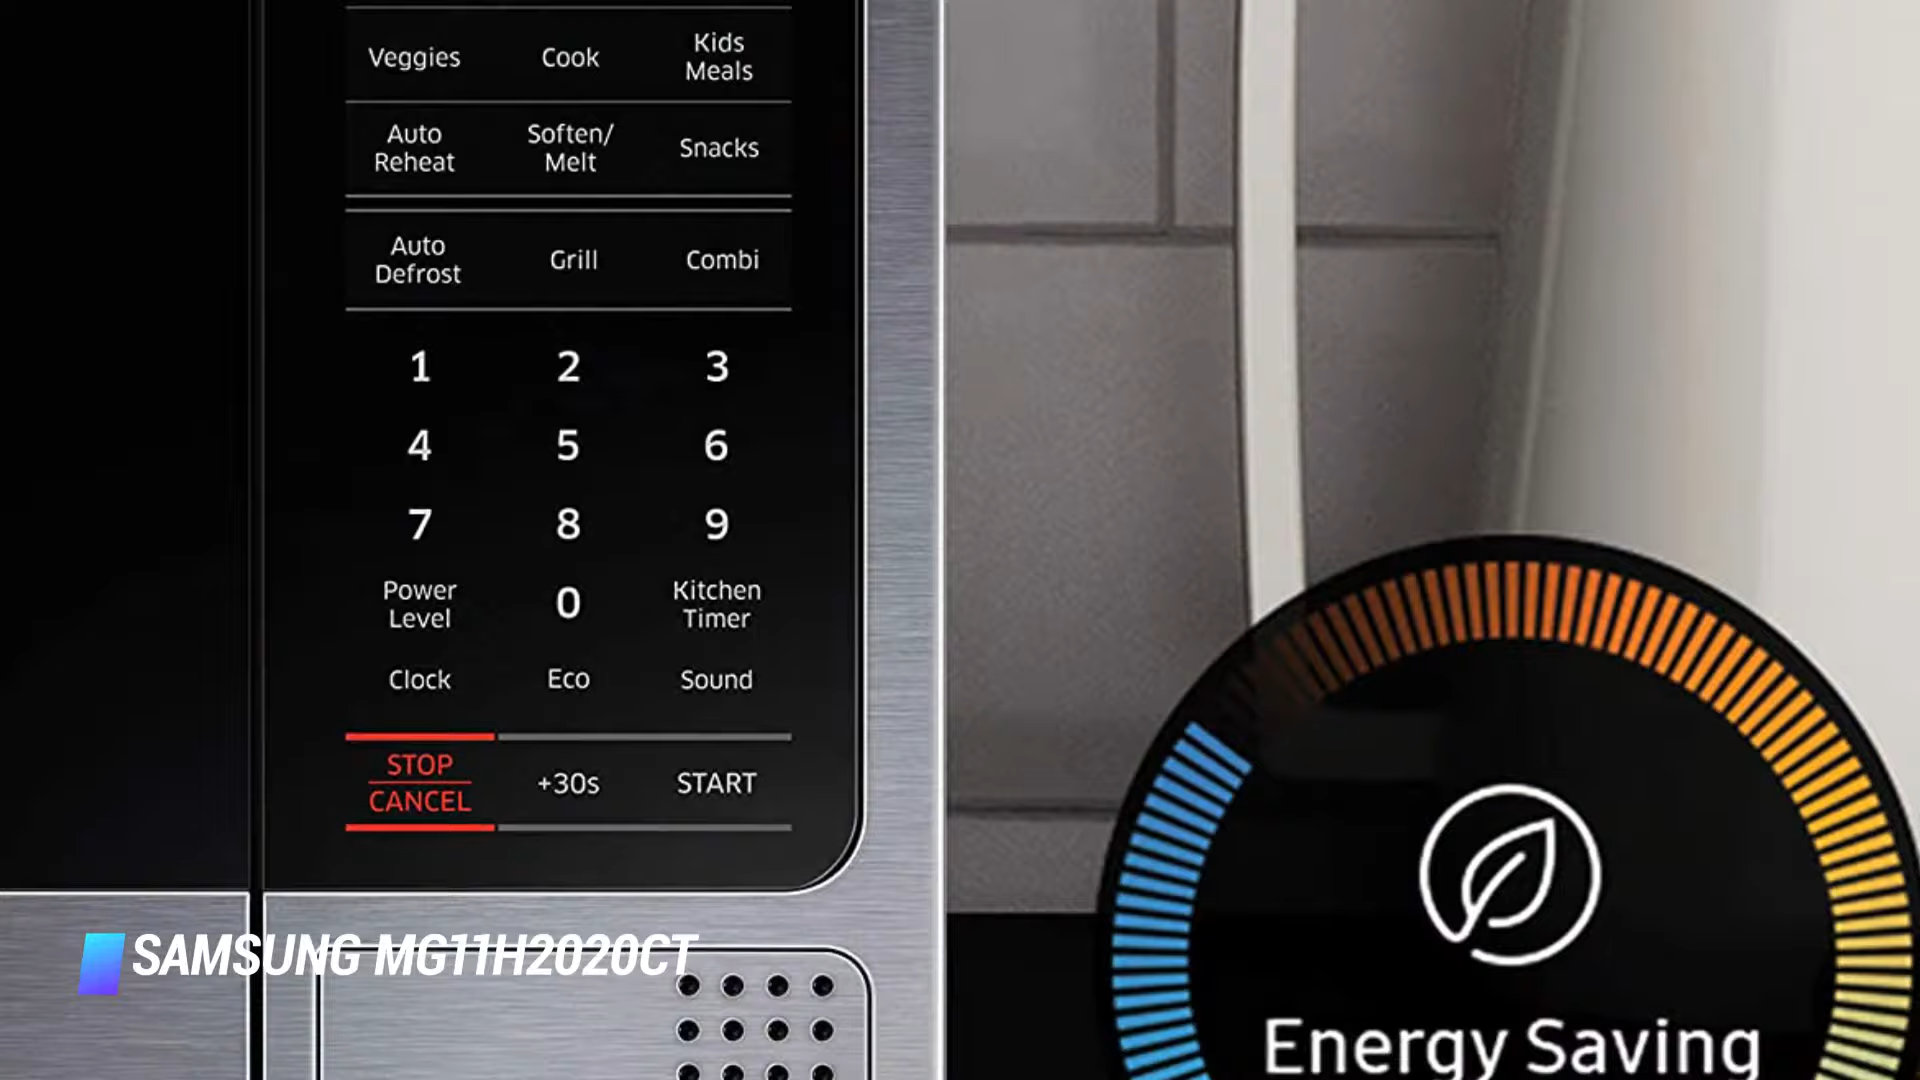 Veggies
Cook
Kids
Meals
Auto
Reheat
Soften/
Melt
Snacks
Auto
Defrost
Grill
Combi
1 2 3
4 5 6
7 8 9
Power
Level
0
Kitchen
Timer
Clock
Eco
Sound
STOP
CANCEL
+30s
START
SAMSUNG MG11H2020CT
Energy Saving